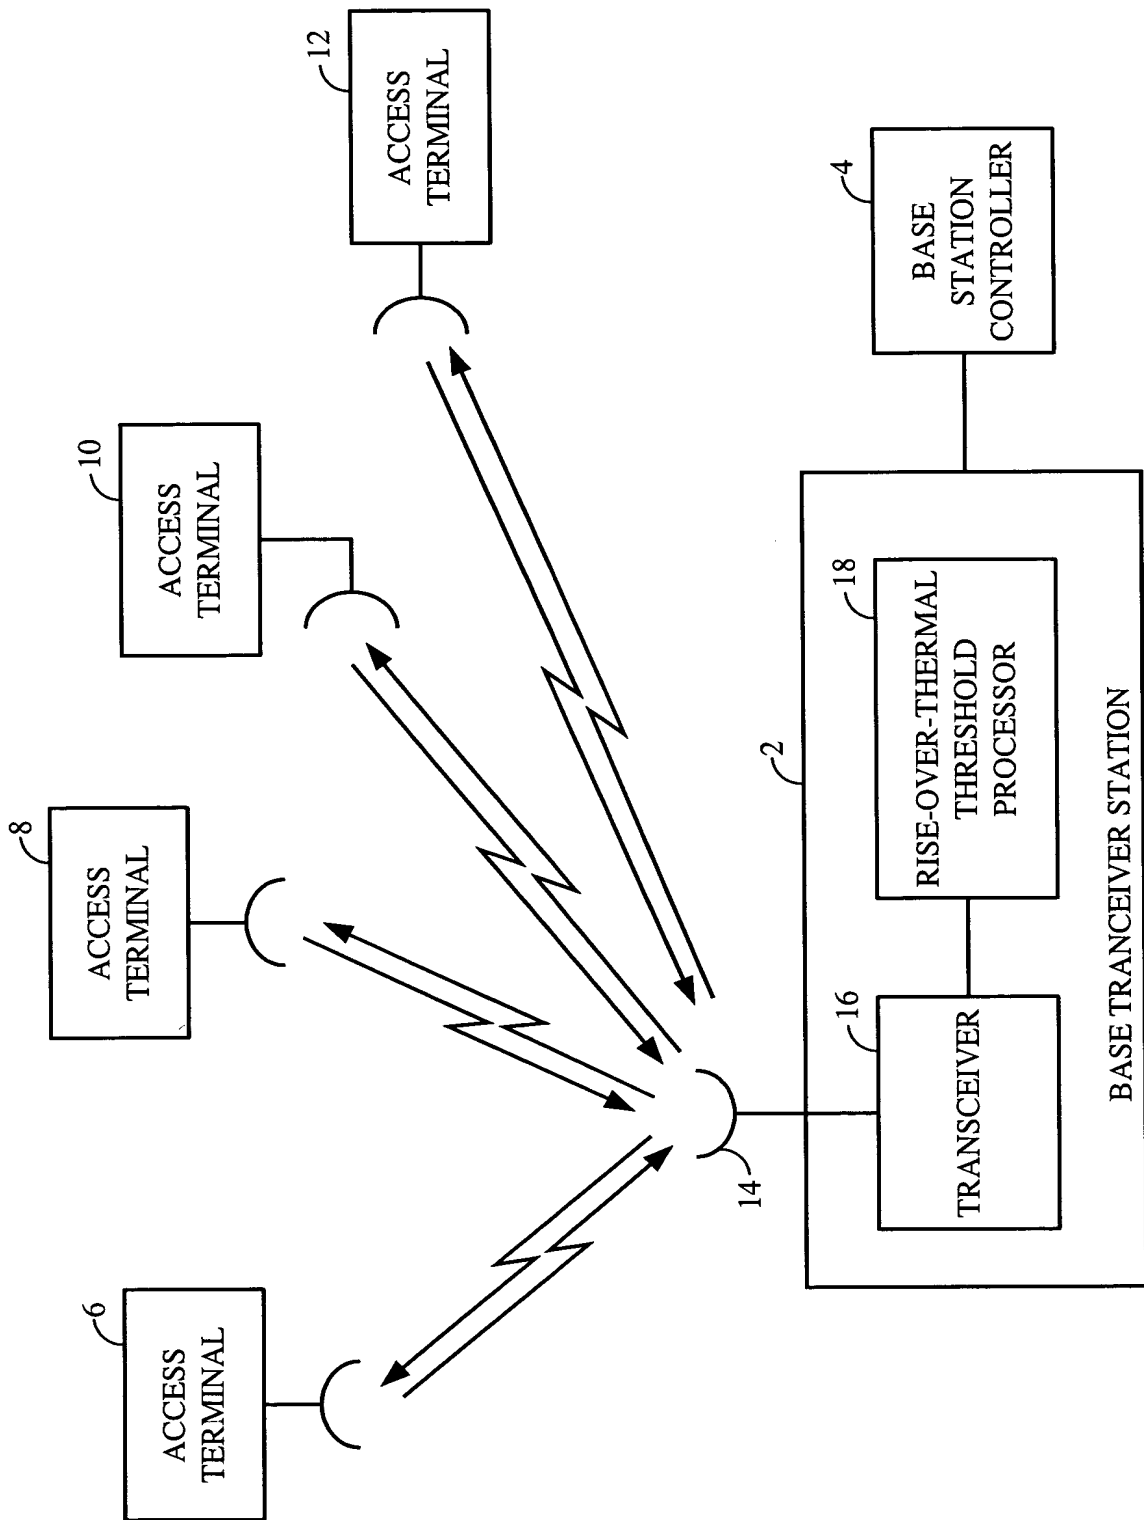 6
ACCESS
TERMINAL
8
ACCESS
TERMINAL
10
ACCESS
TERMINAL
12
ACCESS
TERMINAL
14
2
16
TRANSCEIVER
18
RISE-OVER-THERMAL
THRESHOLD
PROCESSOR
BASE TRANCEIVER STATION
4
BASE
STATION
CONTROLLER